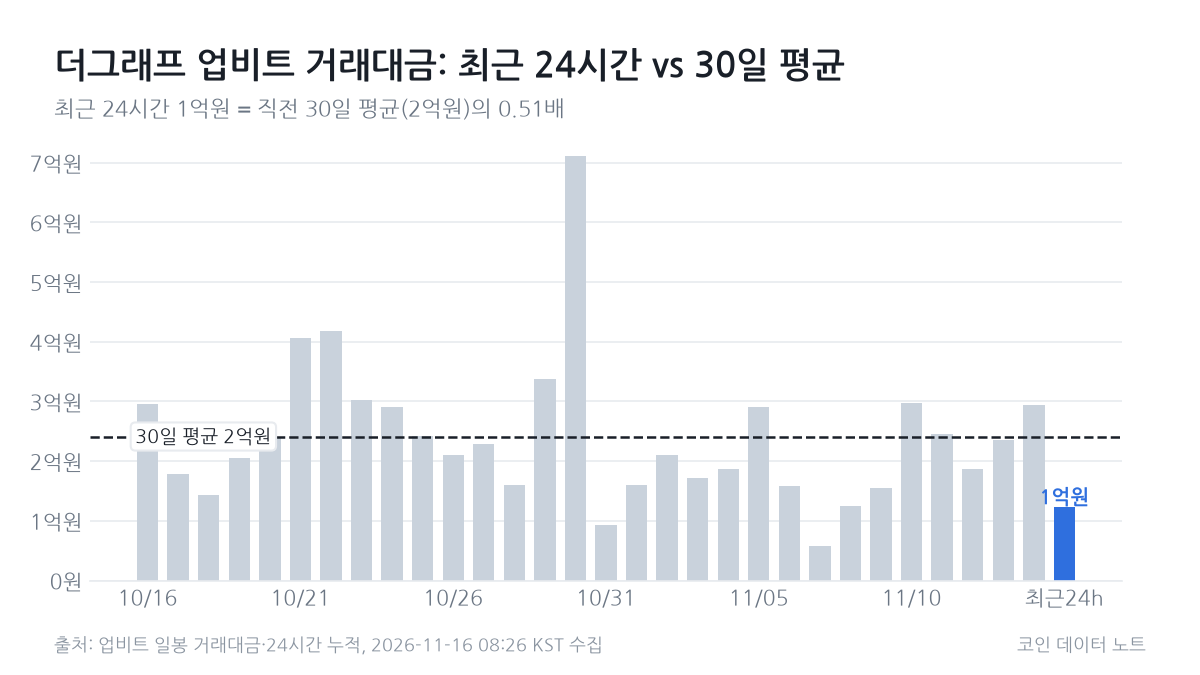 더그래프 업비트 거래대금: 최근 24시간 vs 30일 평균
최근 24시간 1억원 = 직전 30일 평균(2억원)의 0.51배
7억원
6억원
5억원
4억원
3억원
30일 평균 2억원
2억원
1억원
1억원
0원
10/16 10/21 10/26 10/31 11/05 11/10 최근24h
출처: 업비트 일봉 거래대금·24시간 누적, 2026-11-16 08:26 KST 수집
코인 데이터 노트